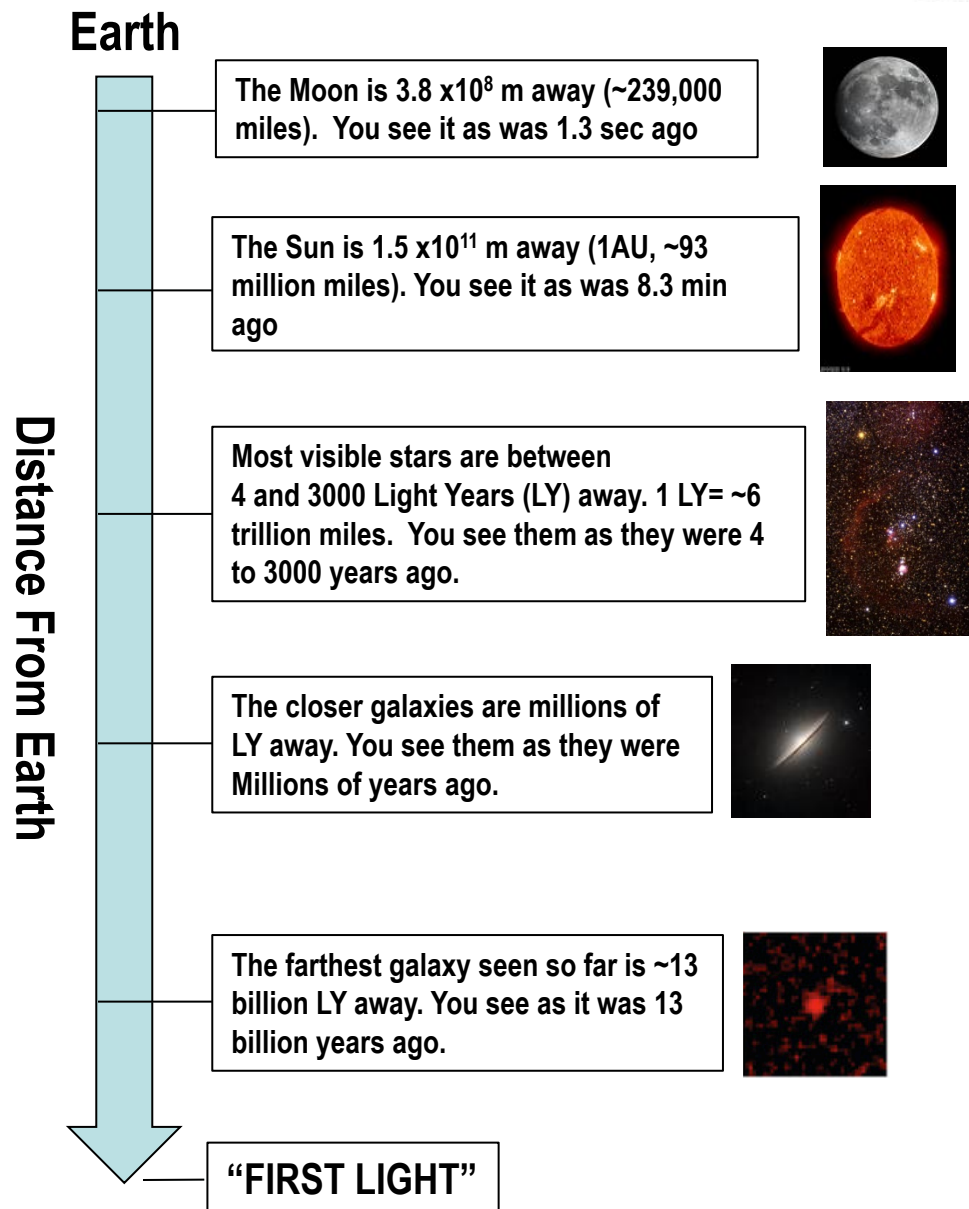 Earth
The Moon is 3.8 x10⁸ m away (~239,000
miles).  You see it as was 1.3 sec ago
The Sun is 1.5 x10¹¹ m away (1AU, ~93
million miles). You see it as was 8.3 min
ago
Distance From Earth
Most visible stars are between
4 and 3000 Light Years (LY) away. 1 LY= ~6
trillion miles.  You see them as they were 4
to 3000 years ago.
The closer galaxies are millions of
LY away. You see them as they were
Millions of years ago.
The farthest galaxy seen so far is ~13
billion LY away. You see as it was 13
billion years ago.
“FIRST LIGHT”